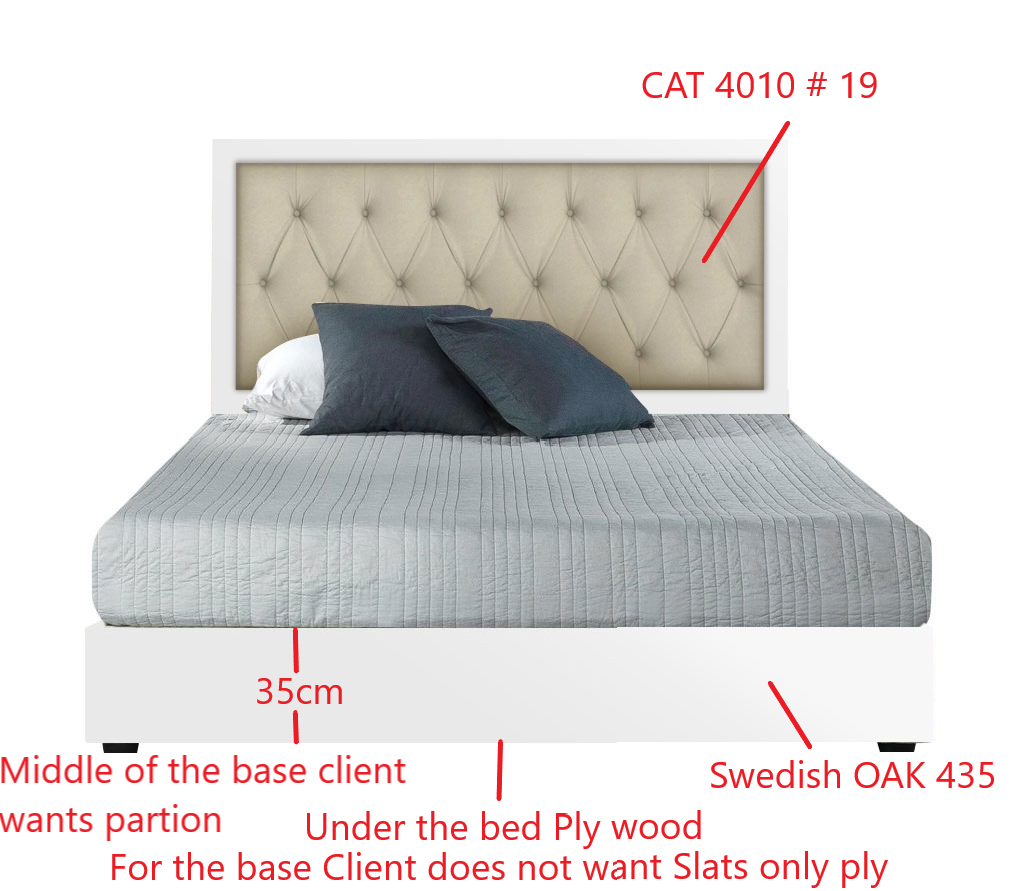 CAT 4010 # 19
35cm
Middle of the base client
wants partion
Swedish OAK 435
Under the bed Ply wood
For the base Client does not want Slats only ply